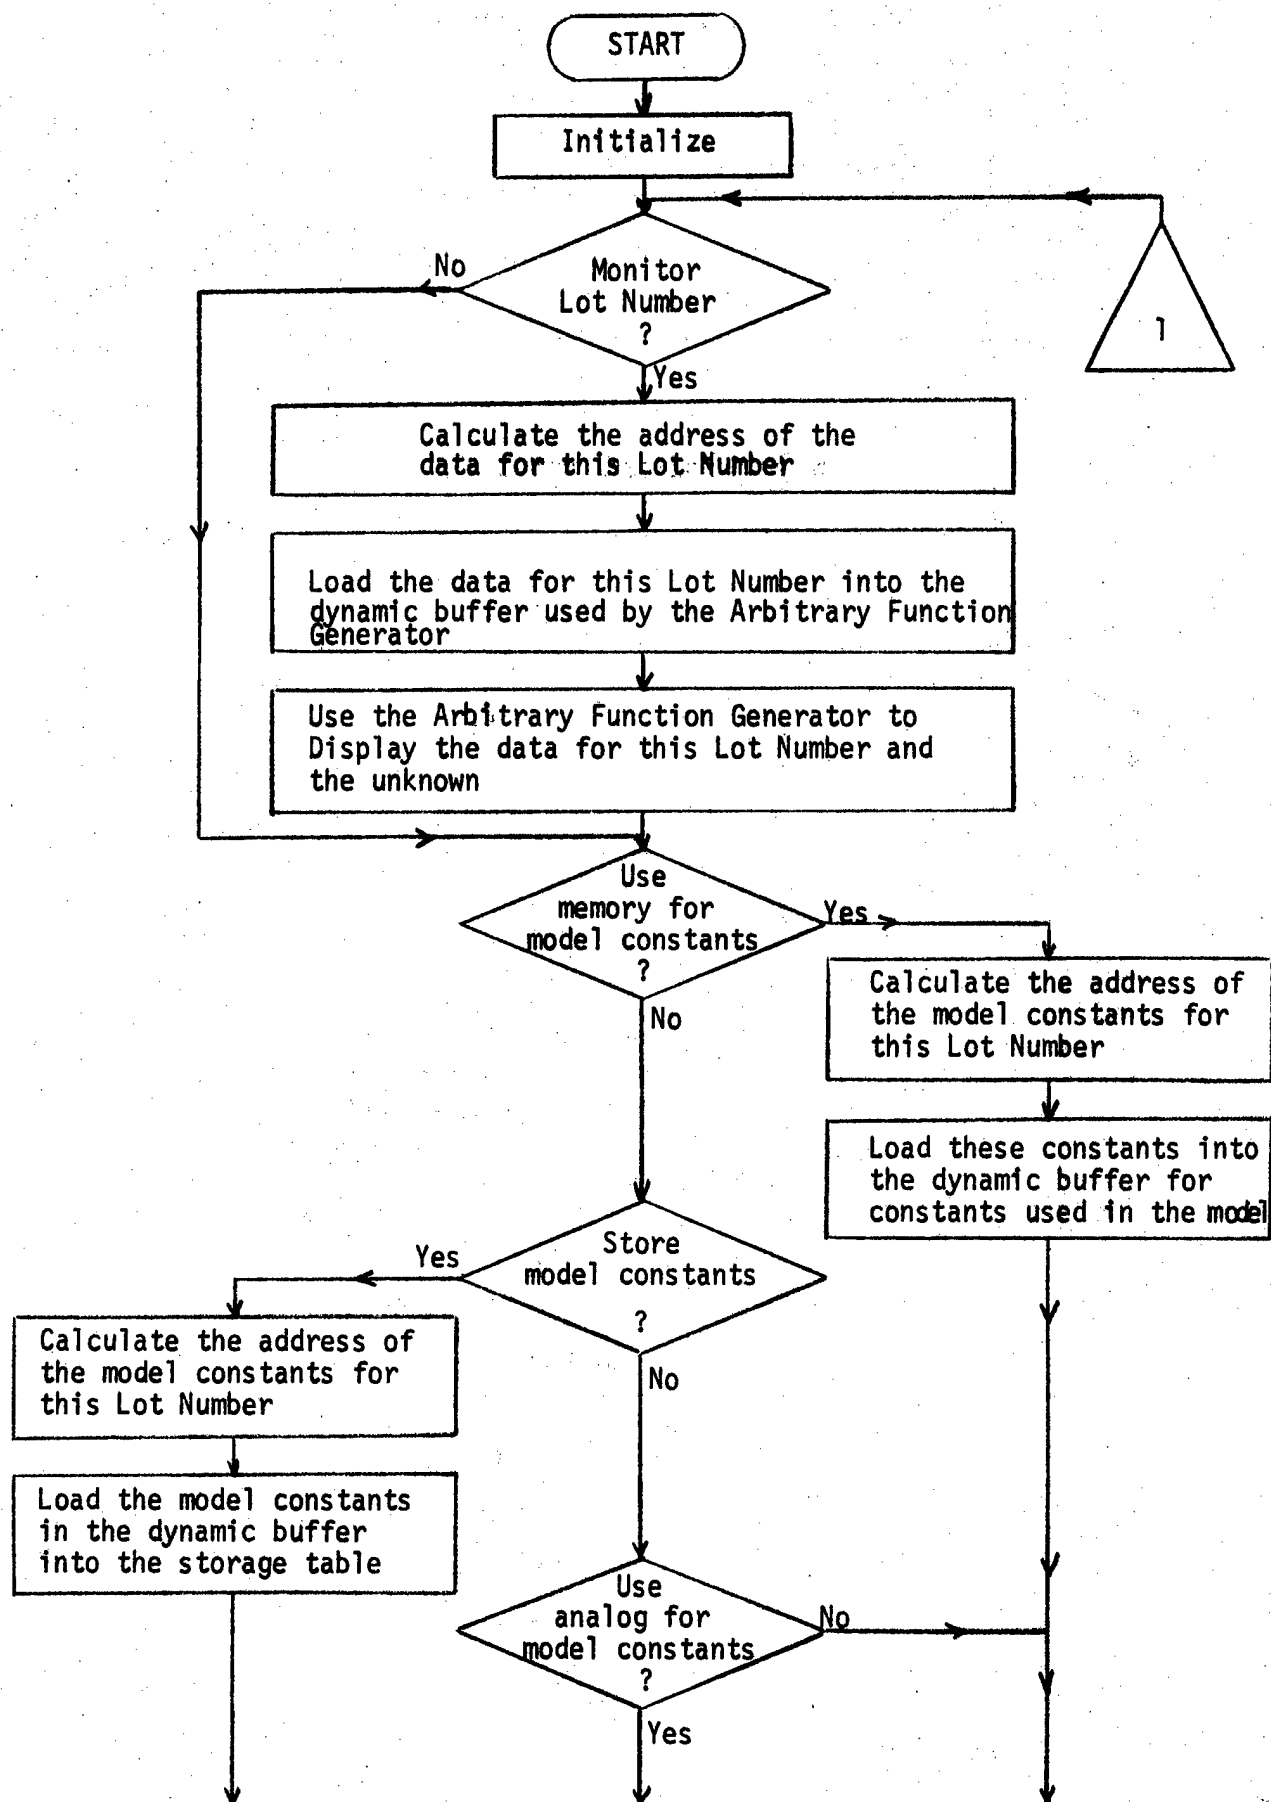 START
Initialize
No
Monitor
Lot Number
?
1
Yes
Calculate the address of the
data for this Lot Number
Load the data for this Lot Number into the
dynamic buffer used by the Arbitrary Function
Generator
Use the Arbitrary Function Generator to
Display the data for this Lot Number and
the unknown
Use
memory for
model constants
?
Yes
No
Calculate the address of
the model constants for
this Lot Number
Load these constants into
the dynamic buffer for
constants used in the model
Store
model constants
?
Yes
No
Calculate the address of
the model constants for
this Lot Number
Load the model constants
in the dynamic buffer
into the storage table
Use
analog for
model constants
?
No
Yes